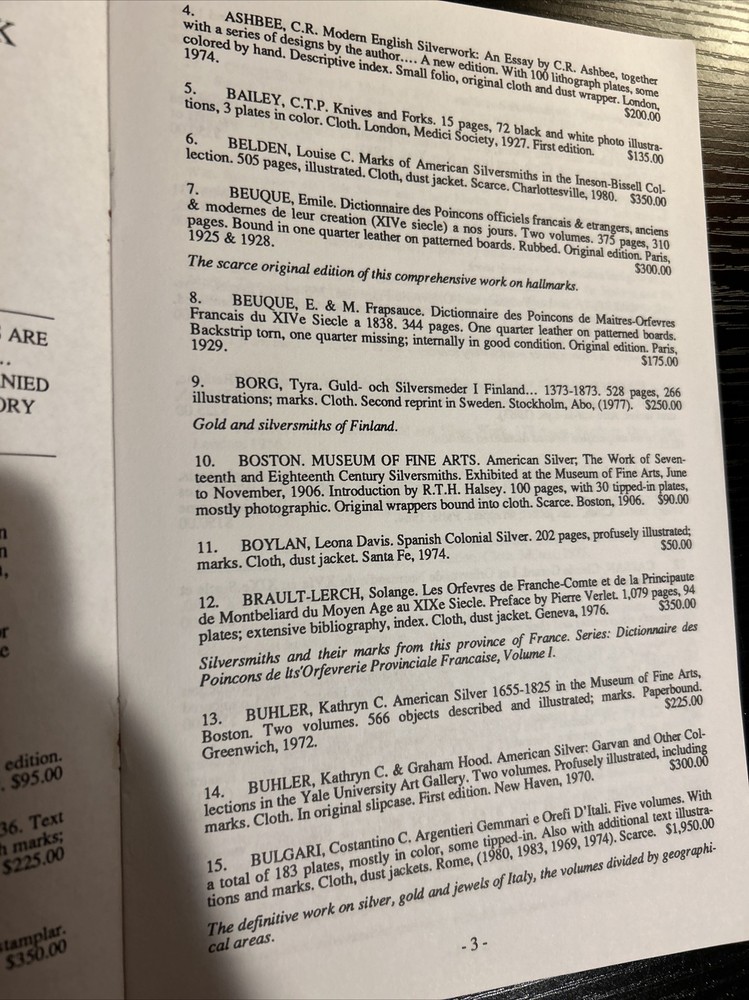 K
ARE
..
NIED
ORY
edition.
$95.00
36. Text
marks;
$225.00
stamplar.
$350.00
4. ASHBEE, C.R. Modern English Silverwork: An Essay by C.R. Ashbee, together
with a series of designs by the author.... A new edition. With 100 lithograph plates, some
colored by hand. Descriptive index. Small folio, original cloth and dust wrapper. London,
1974. $200.00
5. BAILEY, C.T.P. Knives and Forks. 15 pages, 72 black and white photo illustra-
tions, 3 plates in color. Cloth. London, Medici Society, 1927. First edition. $135.00
6. BELDEN, Louise C. Marks of American Silversmiths in the Ineson-Bissell Col-
lection. 505 pages, illustrated. Cloth, dust jacket. Scarce. Charlottesville, 1980. $350.00
7. BEUQUE, Emile. Dictionnaire des Poincons officiels francais & etrangers, anciens
& modernes de leur creation (XIVe siecle) a nos jours. Two volumes. 375 pages, 310
pages. Bound in one quarter leather on patterned boards. Rubbed. Original edition. Paris,
1925 & 1928. $300.00
The scarce original edition of this comprehensive work on hallmarks.
8. BEUQUE, E. & M. Frapsauce. Dictionnaire des Poincons de Maitres-Orfevres
Francais du XIVe Siecle a 1838. 344 pages. One quarter leather on patterned boards.
Backstrip torn, one quarter missing; internally in good condition. Original edition. Paris,
1929. $175.00
9. BORG, Tyra. Guld- och Silversmeder I Finland... 1373-1873. 528 pages, 266
illustrations; marks. Cloth. Second reprint in Sweden. Stockholm, Abo, (1977). $250.00
Gold and silversmiths of Finland.
10. BOSTON. MUSEUM OF FINE ARTS. American Silver; The Work of Seven-
teenth and Eighteenth Century Silversmiths. Exhibited at the Museum of Fine Arts, June
to November, 1906. Introduction by R.T.H. Halsey. 100 pages, with 30 tipped-in plates,
mostly photographic. Original wrappers bound into cloth. Scarce. Boston, 1906. $90.00
11. BOYLAN, Leona Davis. Spanish Colonial Silver. 202 pages, profusely illustrated;
marks. Cloth, dust jacket. Santa Fe, 1974. $50.00
12. BRAULT-LERCH, Solange. Les Orfevres de Franche-Comte et de la Principaute
de Montbeliard du Moyen Age au XIXe Siecle. Preface by Pierre Verlet. 1,079 pages, 94
plates; extensive bibliography, index. Cloth, dust jacket. Geneva, 1976. $350.00
Silversmiths and their marks from this province of France. Series: Dictionnaire des
Poincons de lts'Orfevrerie Provinciale Francaise, Volume I.
13. BUHLER, Kathryn C. American Silver 1655-1825 in the Museum of Fine Arts,
Boston. Two volumes. 566 objects described and illustrated; marks. Paperbound.
Greenwich, 1972. $225.00
14. BUHLER, Kathryn C. & Graham Hood. American Silver: Garvan and Other Col-
lections in the Yale University Art Gallery. Two volumes. Profusely illustrated, including
marks. Cloth. In original slipcase. First edition. New Haven, 1970. $300.00
15. BULGARI, Costantino C. Argentieri Gemmari e Orefi D'Itali. Five volumes. With
a total of 183 plates, mostly in color, some tipped-in. Also with additional text illustra-
tions and marks. Cloth, dust jackets. Rome, (1980, 1983, 1969, 1974). Scarce. $1,950.00
The definitive work on silver, gold and jewels of Italy, the volumes divided by geographi-
cal areas.
- 3 -